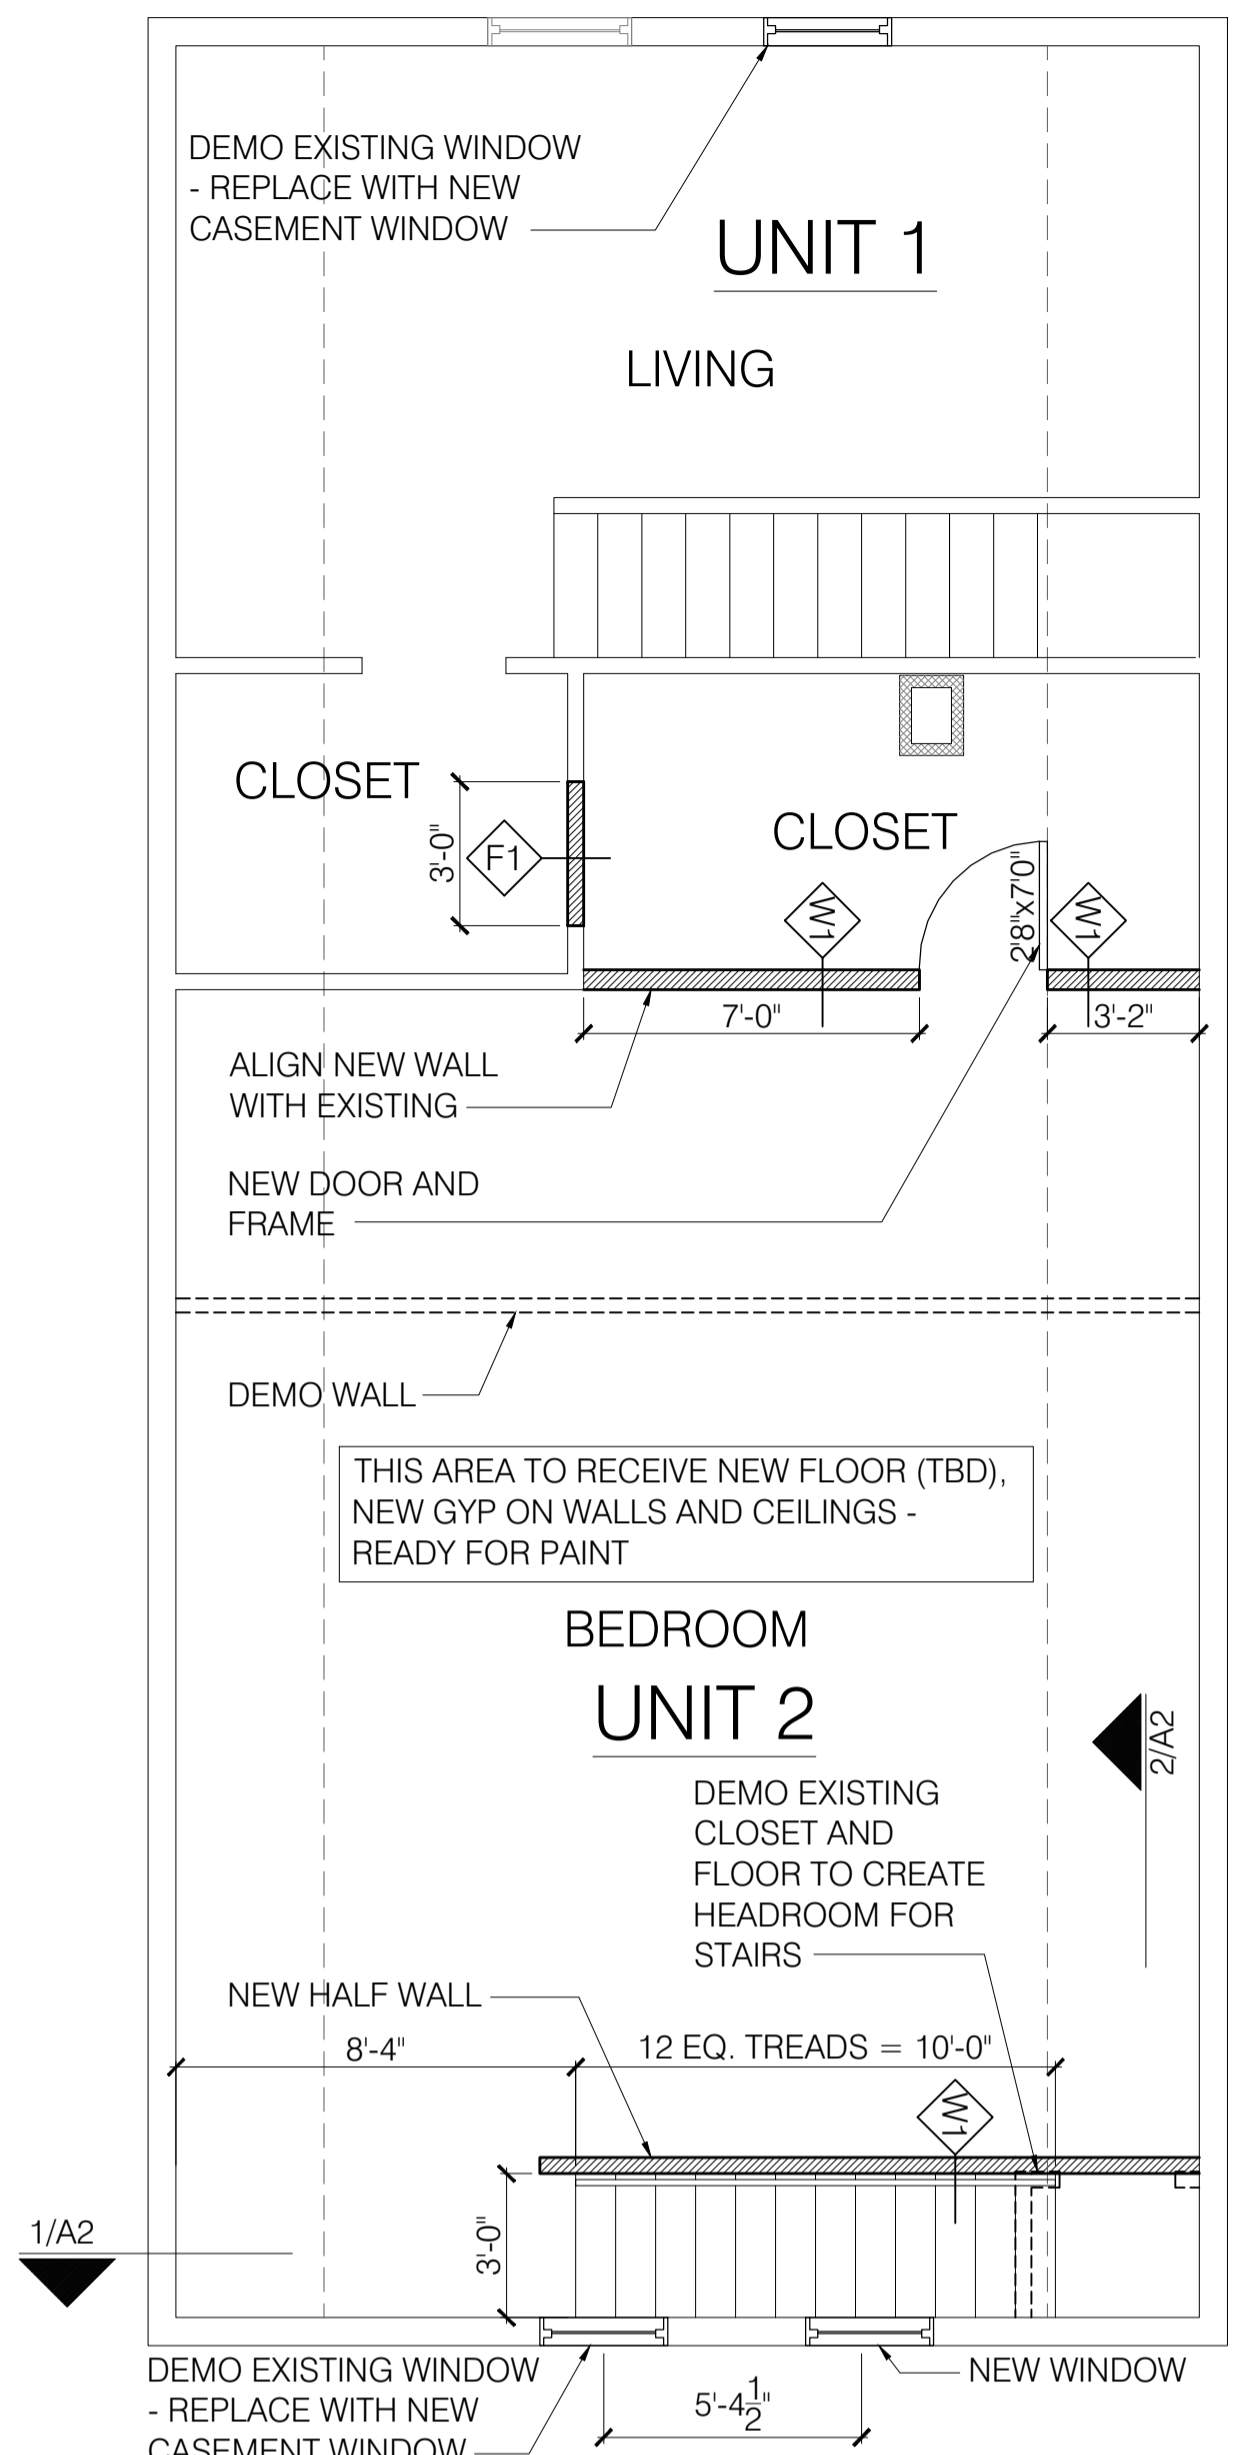 DEMO EXISTING WINDOW
- REPLACE WITH NEW
CASEMENT WINDOW
UNIT 1
LIVING
CLOSET
3'-0"
F1
CLOSET
W1
2'8"x7'0"
W1
7'-0"
3'-2"
ALIGN NEW WALL
WITH EXISTING
NEW DOOR AND
FRAME
DEMO WALL
THIS AREA TO RECEIVE NEW FLOOR (TBD),
NEW GYP ON WALLS AND CEILINGS -
READY FOR PAINT
BEDROOM
UNIT 2
2/A2
DEMO EXISTING
CLOSET AND
FLOOR TO CREATE
HEADROOM FOR
STAIRS
NEW HALF WALL
8'-4"
12 EQ. TREADS = 10'-0"
W1
1/A2
3'-0"
DEMO EXISTING WINDOW
- REPLACE WITH NEW
CASEMENT WINDOW
5'-4 1/2"
NEW WINDOW